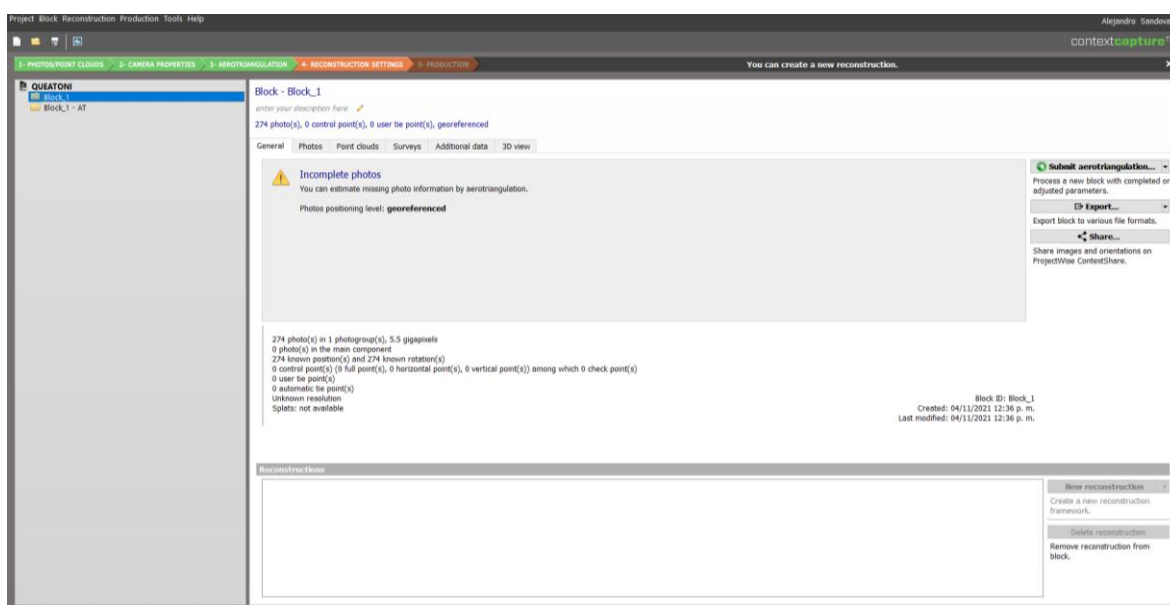 Project Block Reconstruction Production Tools Help
Alejandro Sandova
contextcapture
1- PHOTOS/POINT CLOUDS 2- CAMERA PROPERTIES 3- AEROTRIANGULATION 4- RECONSTRUCTION SETTINGS 5- PRODUCTION You can create a new reconstruction.
QUEATONI
Block_1
Block_1 - AT
Block - Block_1
enter your description here
274 photo(s), 0 control point(s), 0 user tie point(s), georeferenced
General Photos Point clouds Surveys Additional data 3D view
Incomplete photos
You can estimate missing photo information by aerotriangulation.
Photos positioning level: georeferenced
Submit aerotriangulation...
Process a new block with completed or
adjusted parameters.
Export...
Export block to various file formats.
Share...
Share images and orientations on
ProjectWise ContextShare.
274 photo(s) in 1 photogroup(s), 5.5 gigapixels
0 photo(s) in the main component
274 known position(s) and 274 known rotation(s)
0 control point(s) (0 full point(s), 0 horizontal point(s), 0 vertical point(s)) among which 0 check point(s)
0 user tie point(s)
0 automatic tie point(s)
Unknown resolution
Splats: not available
Block ID: Block_1
Created: 04/11/2021 12:36 p. m.
Last modified: 04/11/2021 12:36 p. m.
Reconstructions
New reconstruction
Create a new reconstruction
framework.
Delete reconstruction
Remove reconstruction from
block.